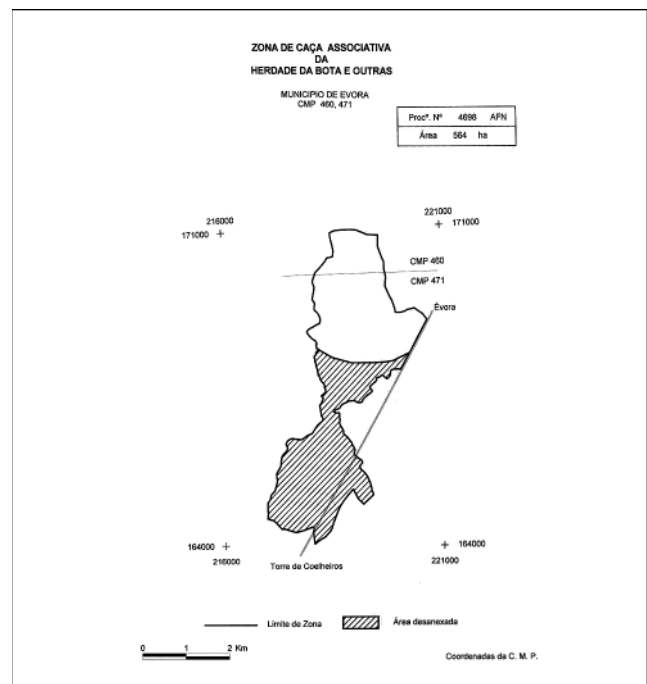 ZONA DE CAÇA ASSOCIATIVA
DA
HERDADE DA BOTA E OUTRAS
MUNICIPIO DE EVORA
CMP 460, 471
Procº. Nº 4698 AFN
Área 564 ha
216000
171000
221000
171000
CMP 460
CMP 471
Évora
164000
216000
164000
221000
Torre de Coelheiros
Limite de Zona
Área desanexada
0 1 2 Km
Coordenadas da C. M. P.